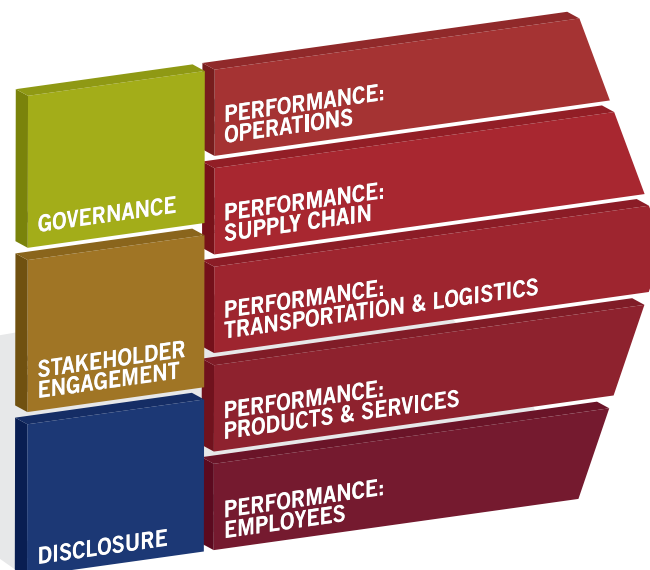 GOVERNANCE
STAKEHOLDER
ENGAGEMENT
DISCLOSURE
PERFORMANCE:
OPERATIONS
PERFORMANCE:
SUPPLY CHAIN
PERFORMANCE:
TRANSPORTATION & LOGISTICS
PERFORMANCE:
PRODUCTS & SERVICES
PERFORMANCE:
EMPLOYEES